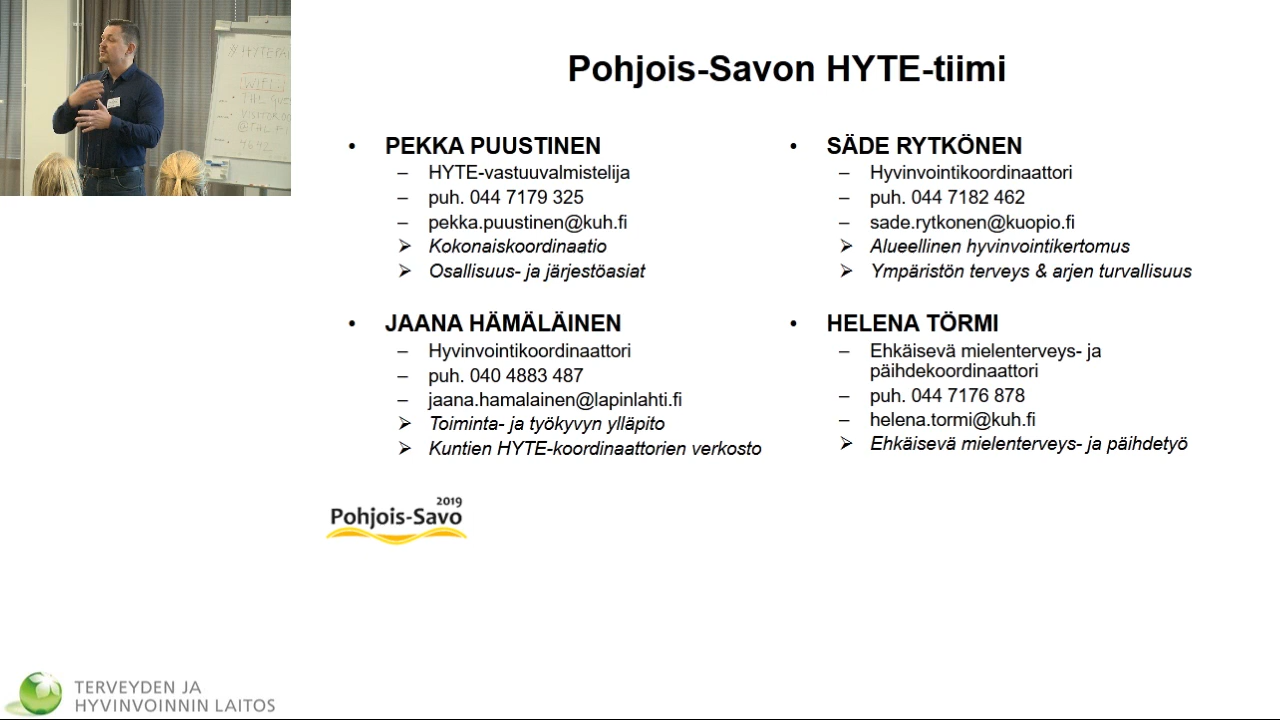 Pohjois-Savon HYTE-tiimi
• PEKKA PUUSTINEN
– HYTE-vastuuvalmistelija
– puh. 044 7179 325
– pekka.puustinen@kuh.fi
➢ Kokonaiskoordinaatio
➢ Osallisuus- ja järjestöasiat
• SÄDE RYTKÖNEN
– Hyvinvointikoordinaattori
– puh. 044 7182 462
– sade.rytkonen@kuopio.fi
➢ Alueellinen hyvinvointikertomus
➢ Ympäristön terveys & arjen turvallisuus
• JAANA HÄMÄLÄINEN
– Hyvinvointikoordinaattori
– puh. 040 4883 487
– jaana.hamalainen@lapinlahti.fi
➢ Toiminta- ja työkyvyn ylläpito
➢ Kuntien HYTE-koordinaattorien verkosto
• HELENA TÖRMI
– Ehkäisevä mielenterveys- ja
päihdekoordinaattori
– puh. 044 7176 878
– helena.tormi@kuh.fi
➢ Ehkäisevä mielenterveys- ja päihdetyö
2019
Pohjois-Savo
TERVEYDEN JA
HYVINVOINNIN LAITOS